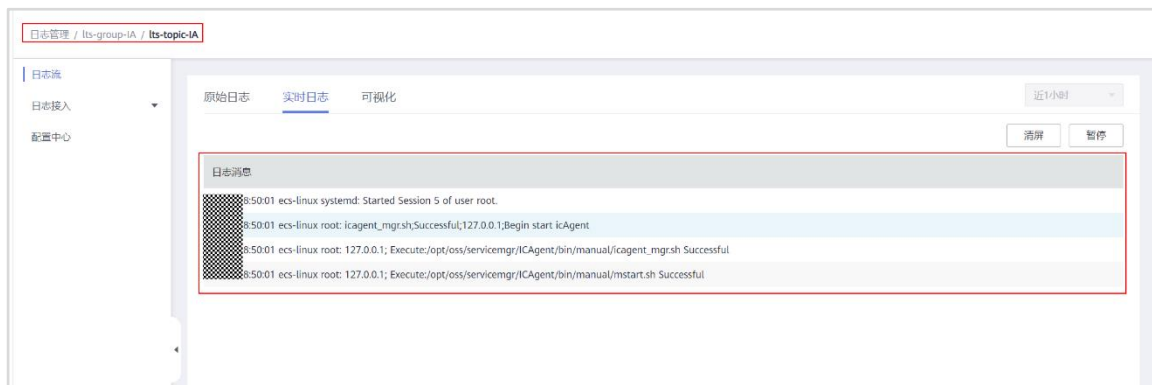 日志管理 / lts-group-IA / lts-topic-IA
日志流
日志接入
配置中心
原始日志 实时日志 可视化 近1小时
清屏 暂停
日志消息
8:50:01 ecs-linux systemd: Started Session 5 of user root.
8:50:01 ecs-linux root: icagent_mgr.sh;Successful;127.0.0.1;Begin start icAgent
8:50:01 ecs-linux root: 127.0.0.1; Execute:/opt/oss/servicemgr/ICAgent/bin/manual/icagent_mgr.sh Successful
8:50:01 ecs-linux root: 127.0.0.1; Execute:/opt/oss/servicemgr/ICAgent/bin/manual/mstart.sh Successful